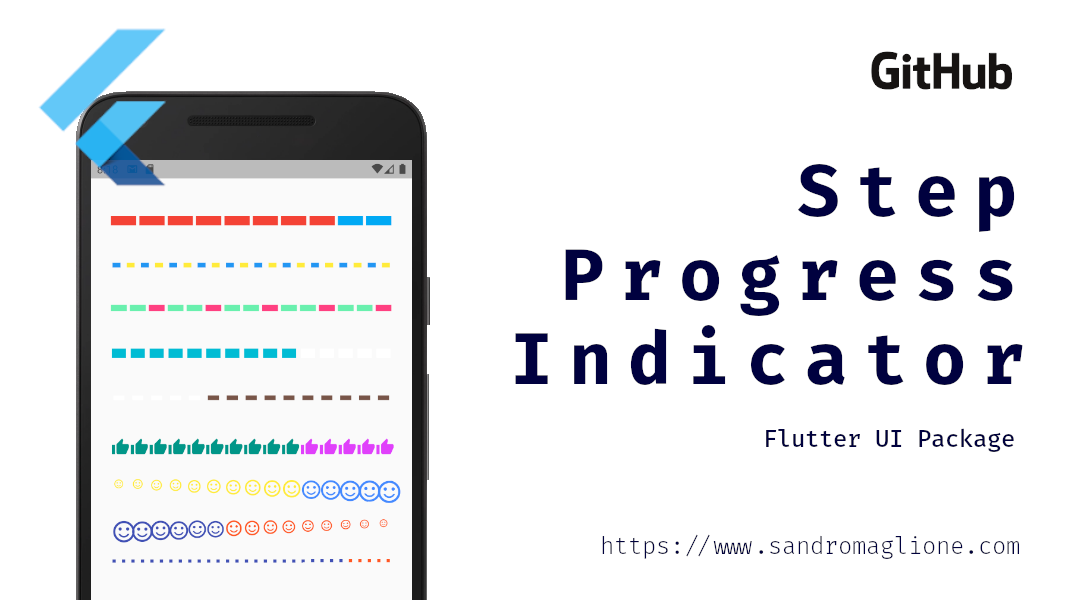 GitHub
Step
Progress
Indicator
Flutter UI Package
https://www.sandromaglione.com